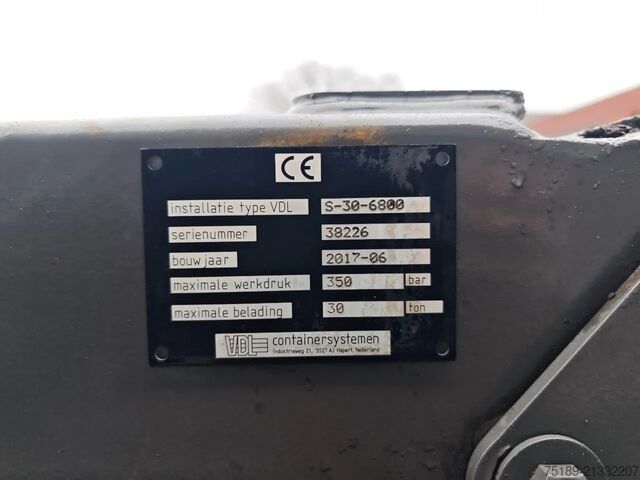 CE
installatie type VDL S-30-6800
serienummer 38226
bouwjaar 2017-06
maximale werkdruk 350 bar
maximale belading 30 ton
VDL containersystemen
Industrieweg 21, 5527 AJ Hapert, Nederland
75189-21332207